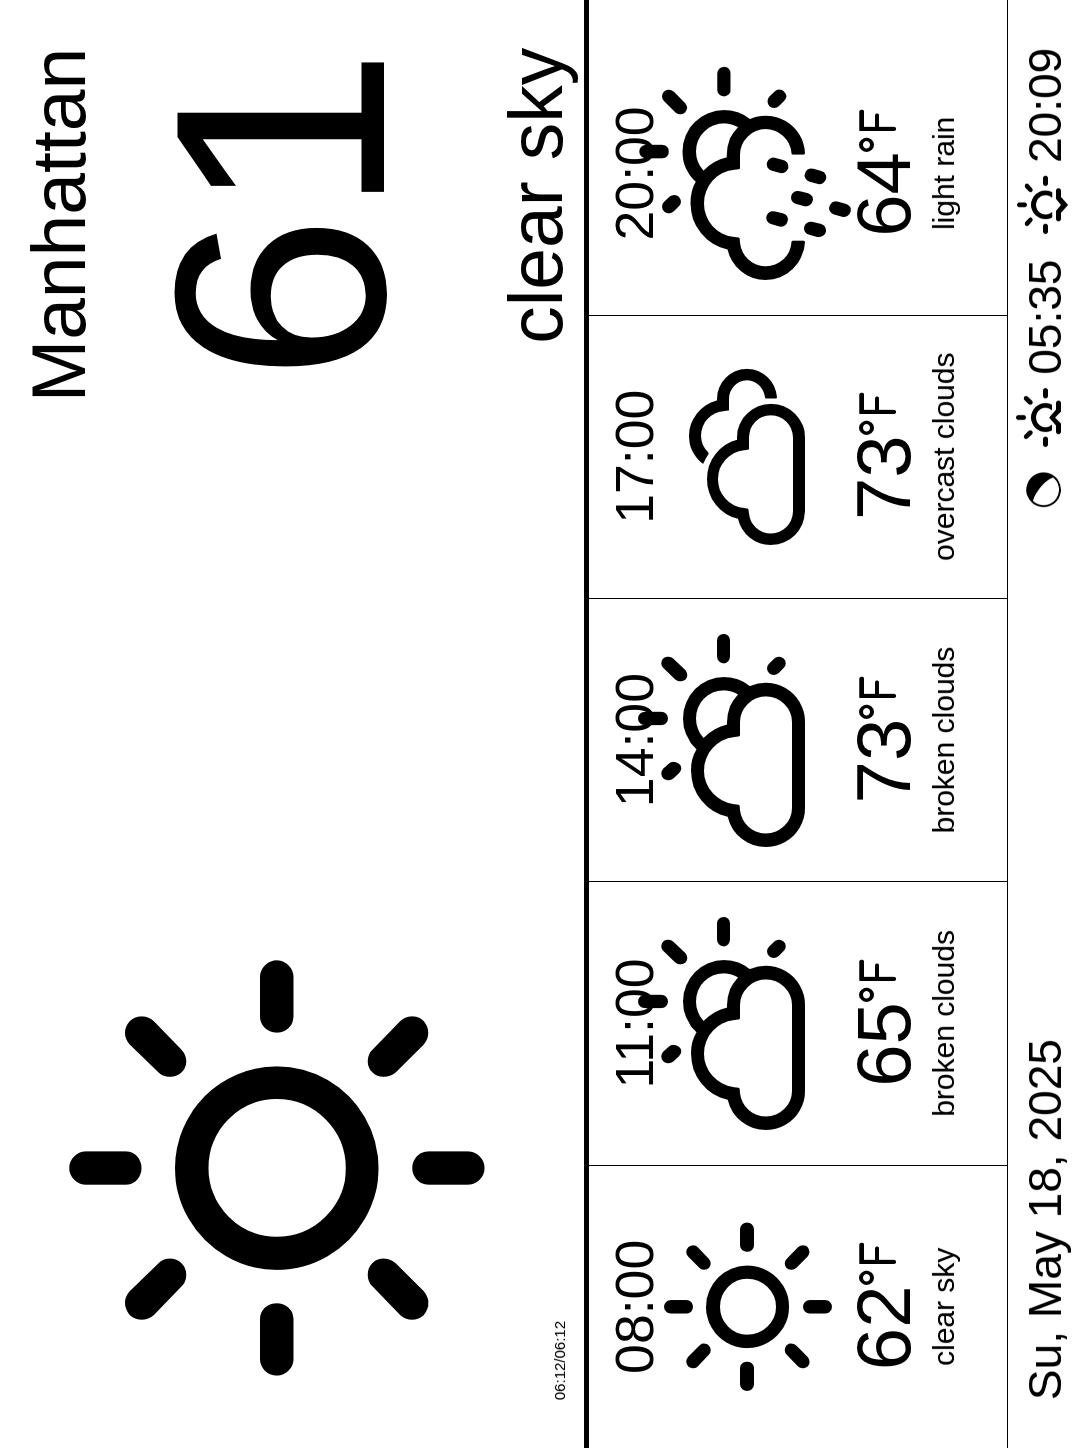 Manhattan
61
clear sky
06:12/06:12
08:00
62°F
clear sky
11:00
65°F
broken clouds
14:00
73°F
broken clouds
17:00
73°F
overcast clouds
20:00
64°F
light rain
Su, May 18, 2025
05:35
20:09